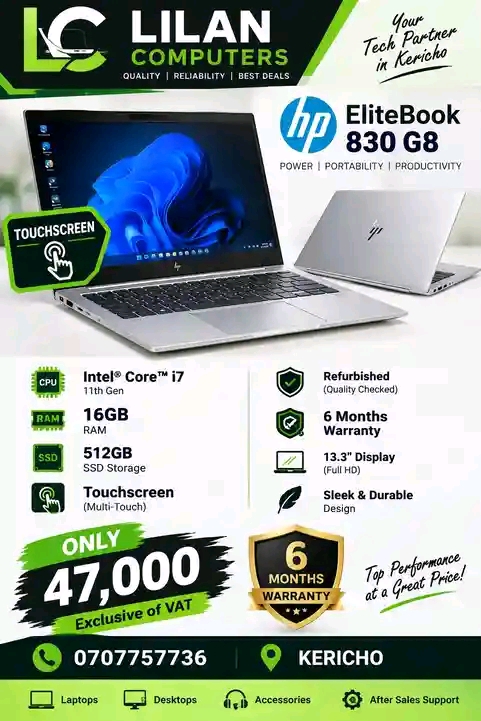 LC
LILAN
COMPUTERS
QUALITY | RELIABILITY | BEST DEALS
Your
Tech Partner
in Kericho
hp
EliteBook
830 G8
POWER | PORTABILITY | PRODUCTIVITY
TOUCHSCREEN
hp
hp
CPU
Intel® Core™ i7
11th Gen
RAM
16GB
RAM
SSD
512GB
SSD Storage
Touchscreen
(Multi-Touch)
Refurbished
(Quality Checked)
6 Months
Warranty
13.3" Display
(Full HD)
Sleek & Durable
Design
ONLY
47,000
Exclusive of VAT
6
MONTHS
WARRANTY
Top Performance
at a Great Price!
0707757736
KERICHO
Laptops
Desktops
Accessories
After Sales Support